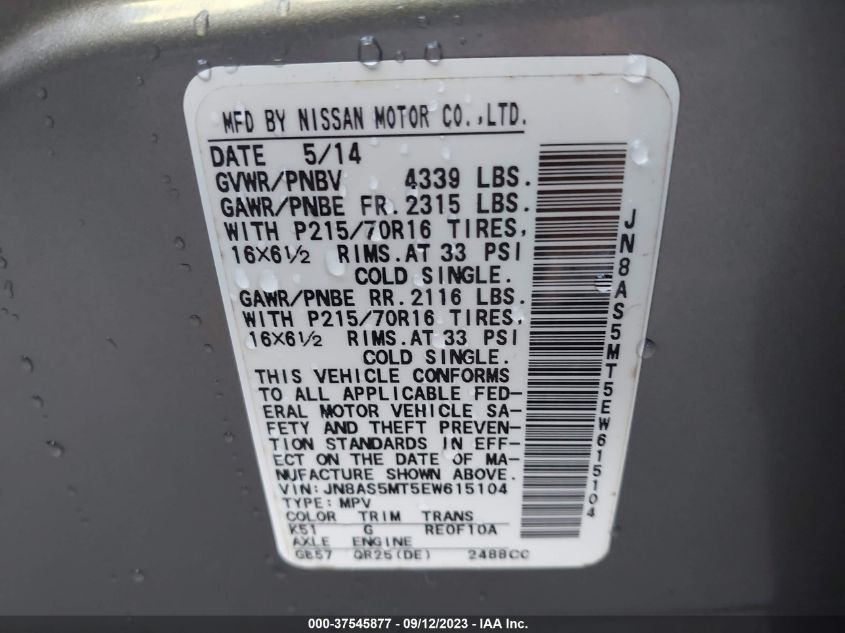 MFD BY NISSAN MOTOR CO.,LTD.
DATE 5/14
GVWR/PNBV 4339 LBS.
GAWR/PNBE FR.2315 LBS.
WITH P215/70R16 TIRES,
16X6½ RIMS.AT 33 PSI
COLD SINGLE.
GAWR/PNBE RR.2116 LBS.
WITH P215/70R16 TIRES,
16X6½ RIMS.AT 33 PSI
COLD SINGLE.
THIS VEHICLE CONFORMS
TO ALL APPLICABLE FED-
ERAL MOTOR VEHICLE SA-
FETY AND THEFT PREVEN-
TION STANDARDS IN EFF-
ECT ON THE DATE OF MA-
NUFACTURE SHOWN ABOVE.
VIN:JN8AS5MT5EW615104
TYPE:MPV
COLOR TRIM TRANS
K51 G RE0F10A
AXLE ENGINE
GB57 QR25(DE) 2488CC
JN8AS5MT5EW615104
000-37545877 - 09/12/2023 - IAA Inc.